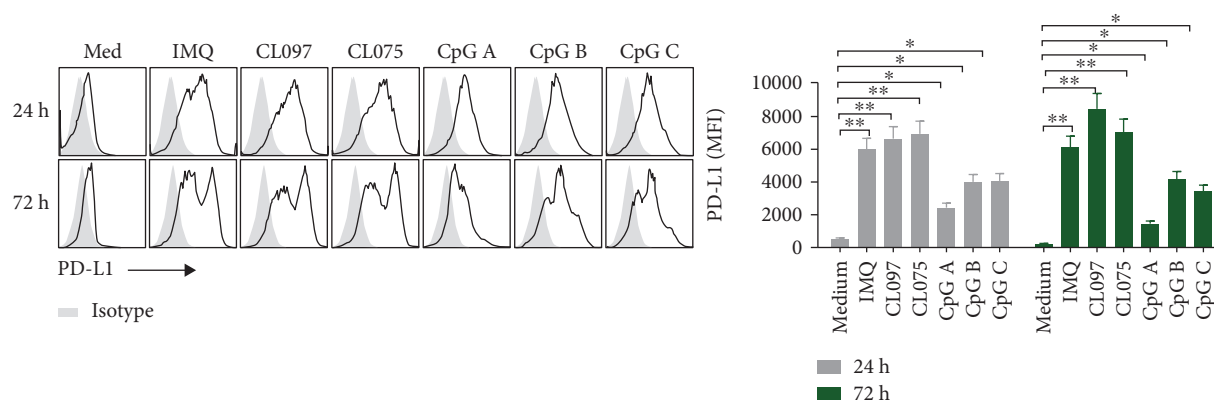 Med IMQ CL097 CL075 CpG A CpG B CpG C
24 h
72 h
PD-L1
Isotype
* 
*
*
**
**
**
*
*
*
**
**
**
PD-L1 (MFI)
10000
8000
6000
4000
2000
0
Medium IMQ CL097 CL075 CpG A CpG B CpG C Medium IMQ CL097 CL075 CpG A CpG B CpG C
24 h
72 h